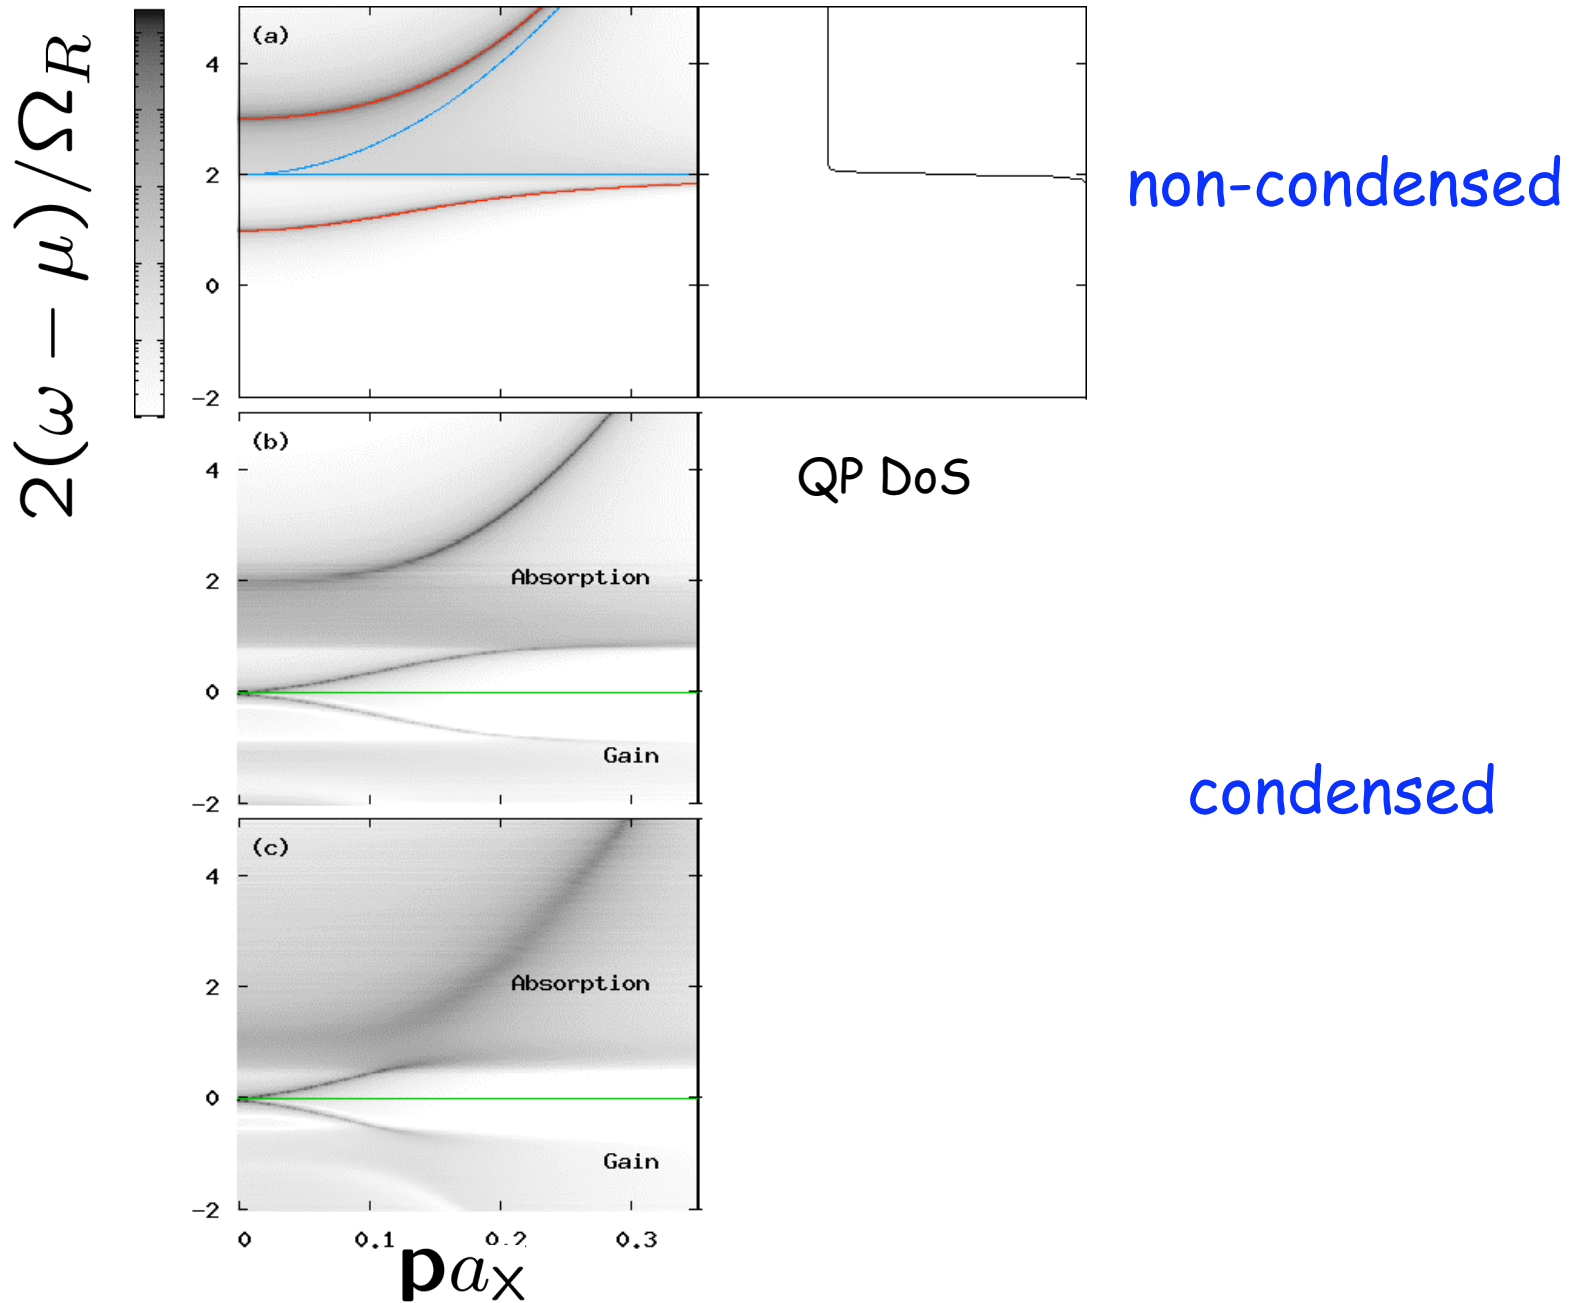 2(ω − μ)/Ω_R
(a)
4
2
0
−2
non-condensed
(b)
4
2
0
−2
Absorption
Gain
QP DoS
condensed
(c)
4
2
0
−2
Absorption
Gain
0 0.1 0.2 0.3
pa_X